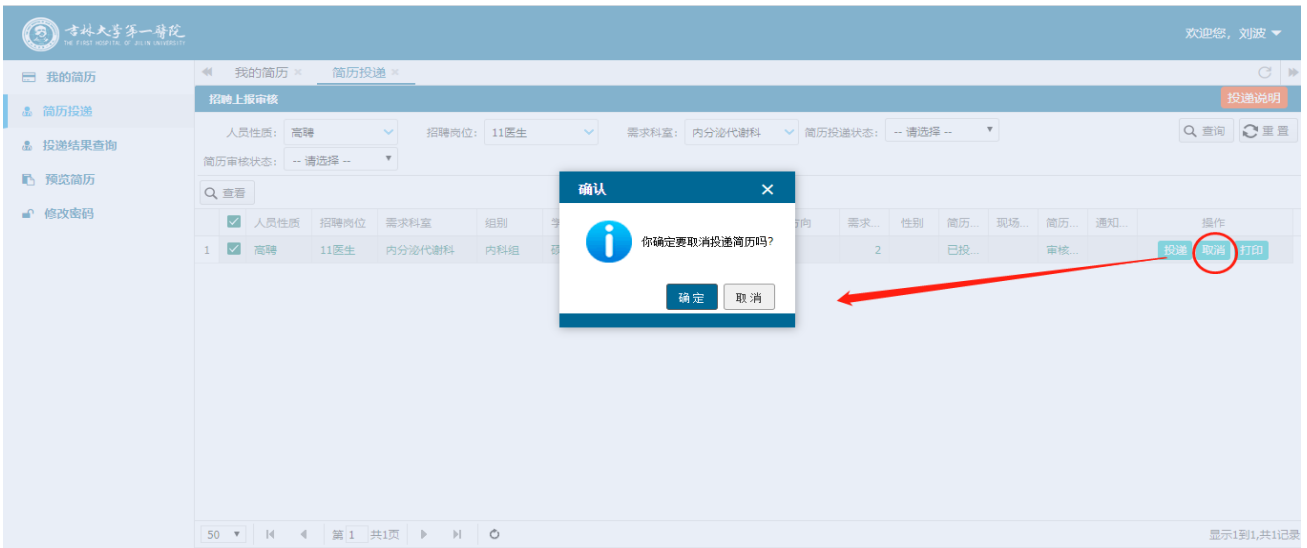 吉林大学第一醫院
THE FIRST HOSPITAL OF JILIN UNIVERSITY
欢迎您，刘波
我的简历
简历投递
投递结果查询
预览简历
修改密码
我的简历 × 简历投递 ×
招聘上报审核 投递说明
人员性质: 高聘 招聘岗位: 11医生 需求科室: 内分泌代谢科 简历投递状态: -- 请选择 -- 查询 重置
简历审核状态: -- 请选择 --
查看
人员性质 招聘岗位 需求科室 组别 方向 需求... 性别 简历... 现场... 简历... 通知... 操作
1 高聘 11医生 内分泌代谢科 内科组 2 已投... 审核... 投递 取消 打印
确认
你确定要取消投递简历吗?
确定 取消
50 第 1 共1页 显示1到1,共1记录